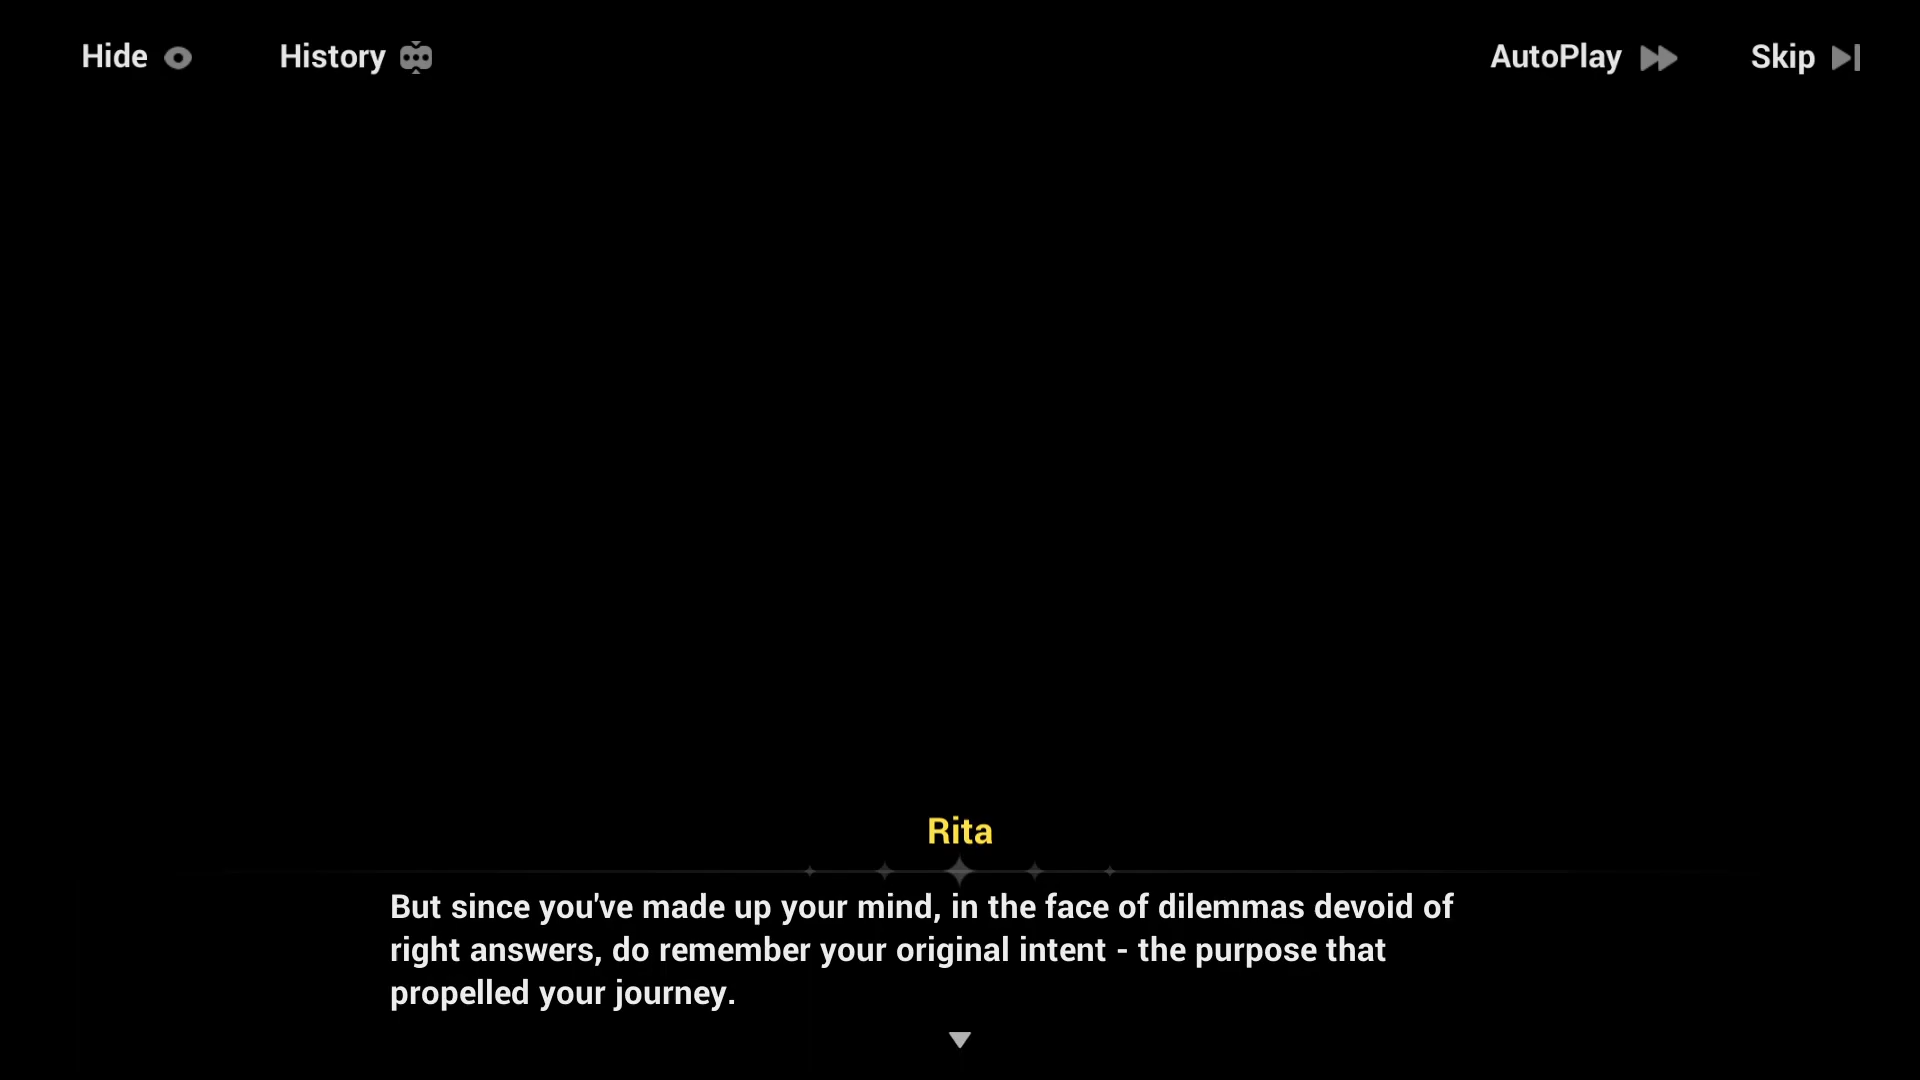 Hide
History
AutoPlay
Skip
Rita
But since you've made up your mind, in the face of dilemmas devoid of
right answers, do remember your original intent - the purpose that
propelled your journey.